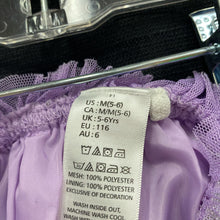 US : M(5-6)
CA : M/M(5-6)
UK : 5-6Yrs
EU : 116
AU : 6
MESH: 100% POLYESTER
LINING: 100% POLYESTER
EXCLUSIVE OF DECORATION
WASH INSIDE OUT,
MACHINE WASH COLD